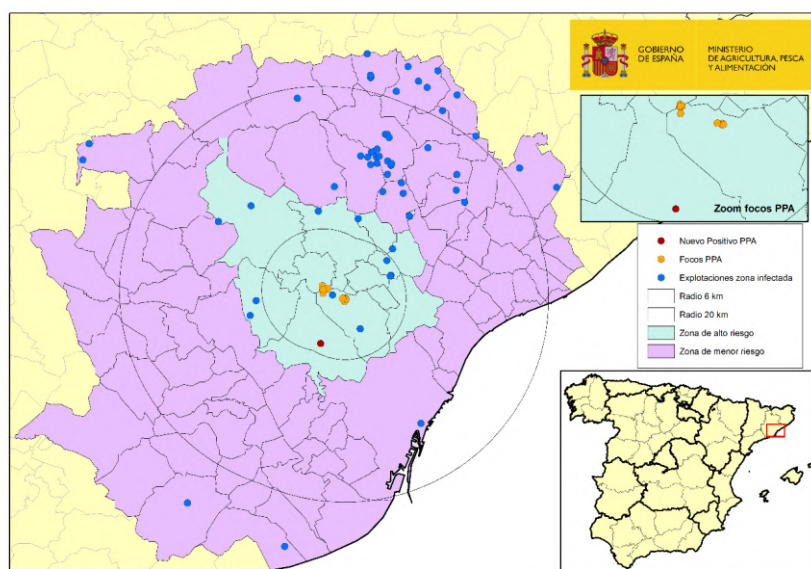 GOBIERNO
DE ESPAÑA
MINISTERIO
DE AGRICULTURA, PESCA
Y ALIMENTACIÓN
Zoom focos PPA
Nuevo Positivo PPA
Focos PPA
Explotaciones zona infectada
Radio 6 km
Radio 20 km
Zona de alto riesgo
Zona de menor riesgo